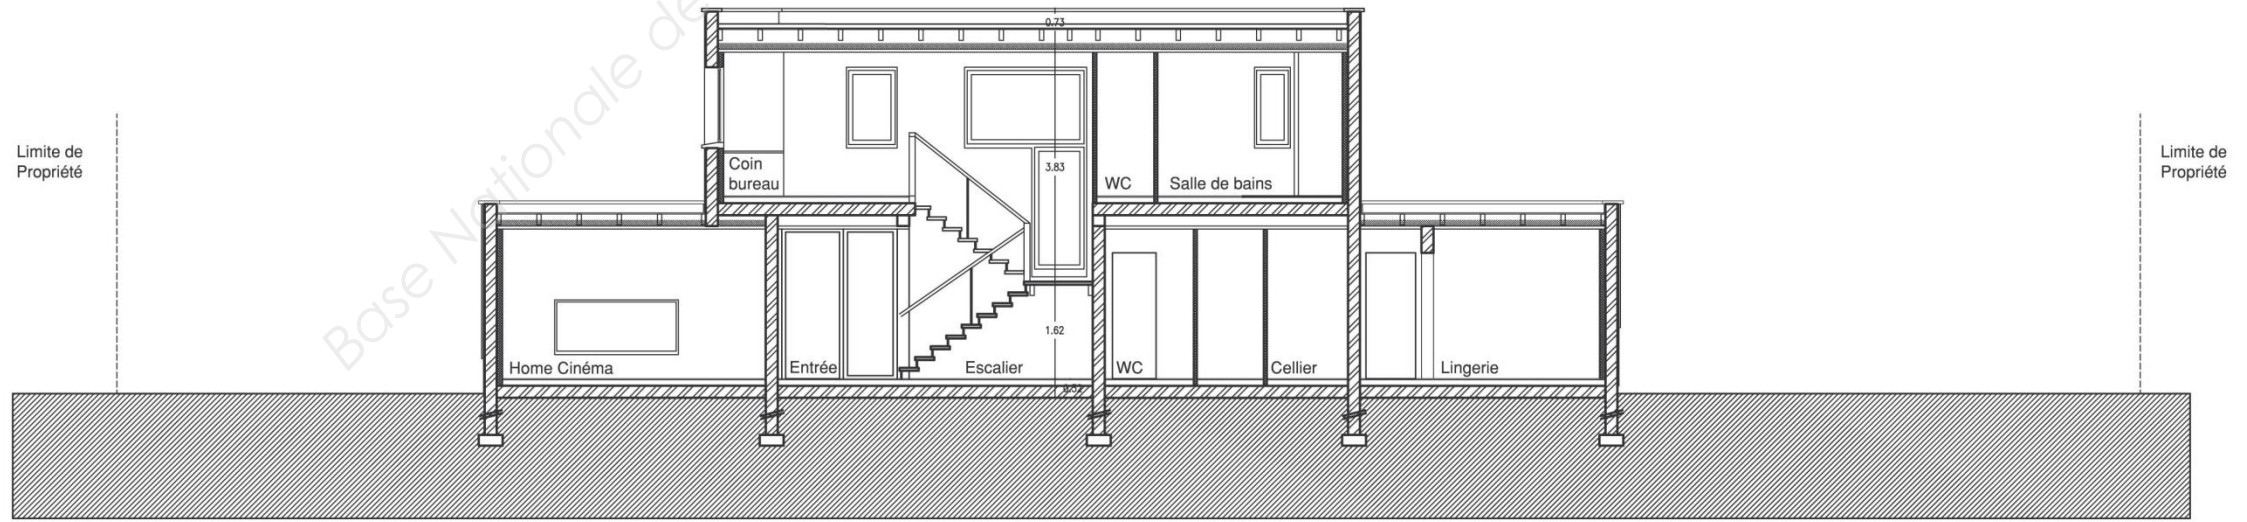 0.73
Limite de
Propriété
Limite de
Propriété
Coin
bureau
3.83
WC
Salle de bains
1.62
Home Cinéma
Entrée
Escalier
WC
Cellier
Lingerie
Base Nationale de